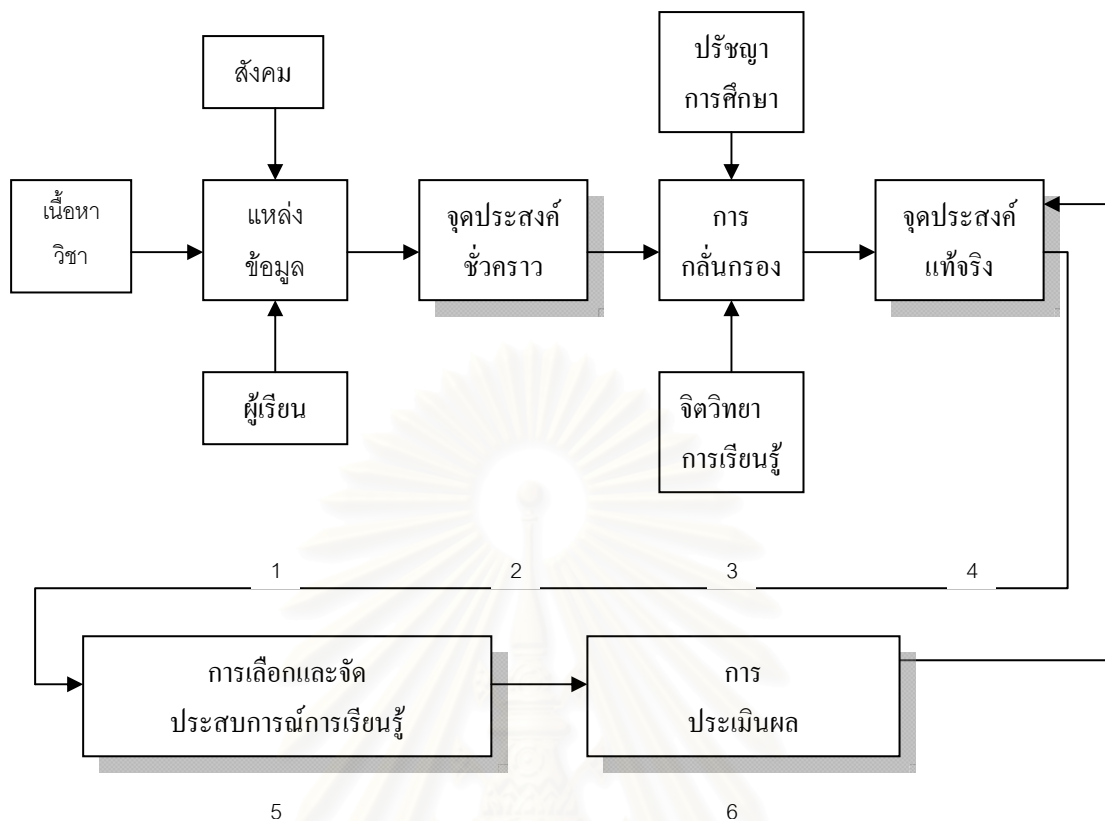 สังคม
ปรัชญา
การศึกษา
เนื้อหา
วิชา
แหล่ง
ข้อมูล
จุดประสงค์
ชั่วคราว
การ
กลั่นกรอง
จุดประสงค์
แท้จริง
ผู้เรียน
จิตวิทยา
การเรียนรู้
1 2 3 4
การเลือกและจัด
ประสบการณ์การเรียนรู้
การ
ประเมินผล
5 6